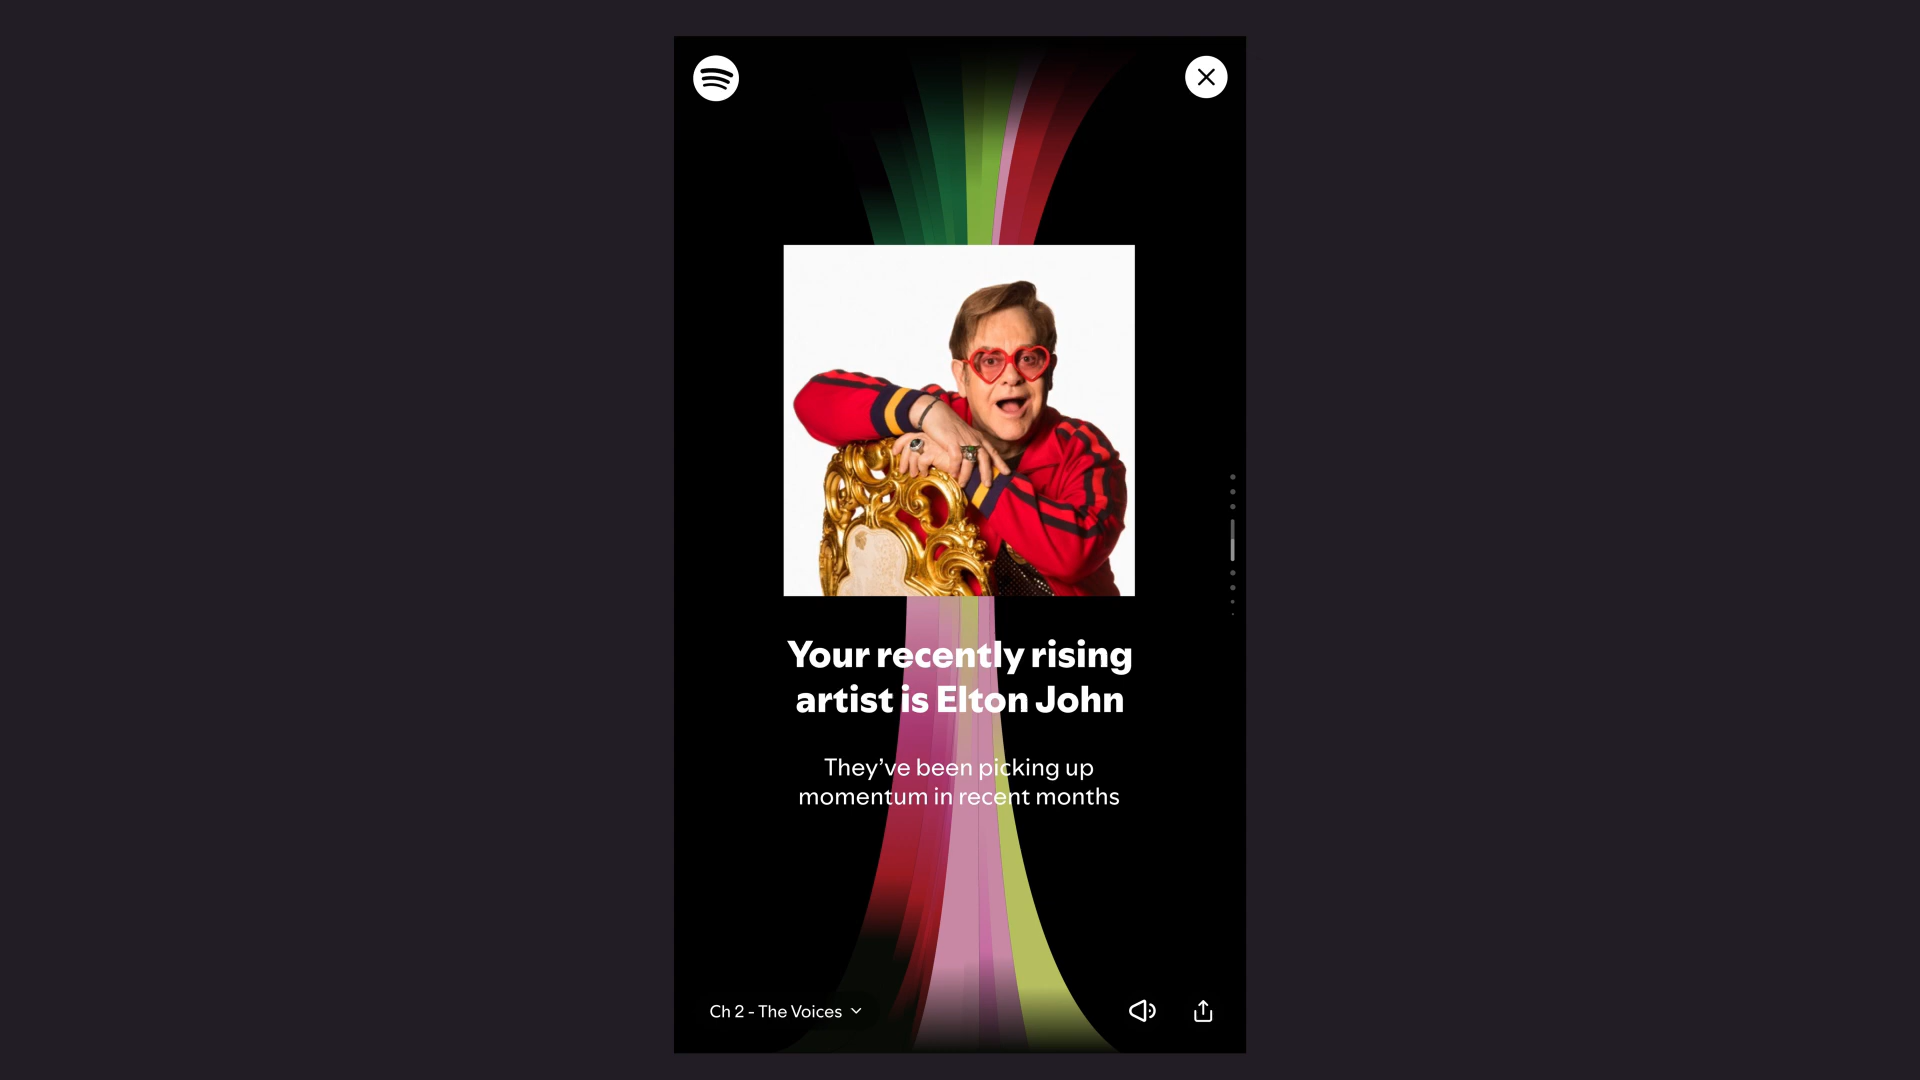 Your recently rising
artist is Elton John
They’ve been picking up
momentum in recent months
Ch 2 - The Voices